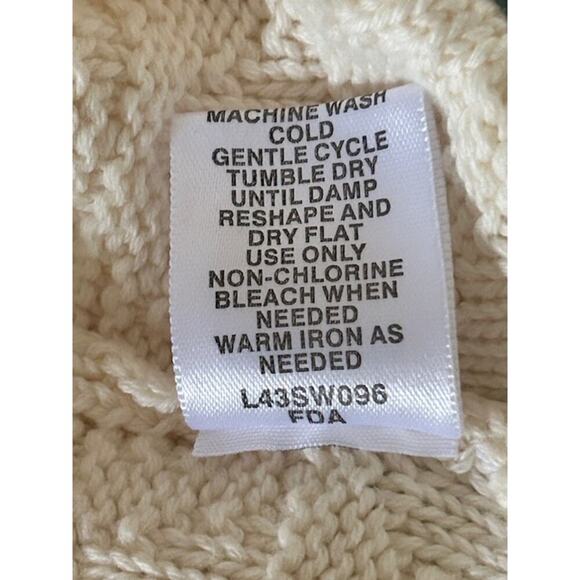 MACHINE WASH
COLD
GENTLE CYCLE
TUMBLE DRY
UNTIL DAMP
RESHAPE AND
DRY FLAT
USE ONLY
NON-CHLORINE
BLEACH WHEN
NEEDED
WARM IRON AS
NEEDED
L43SW096
FDA